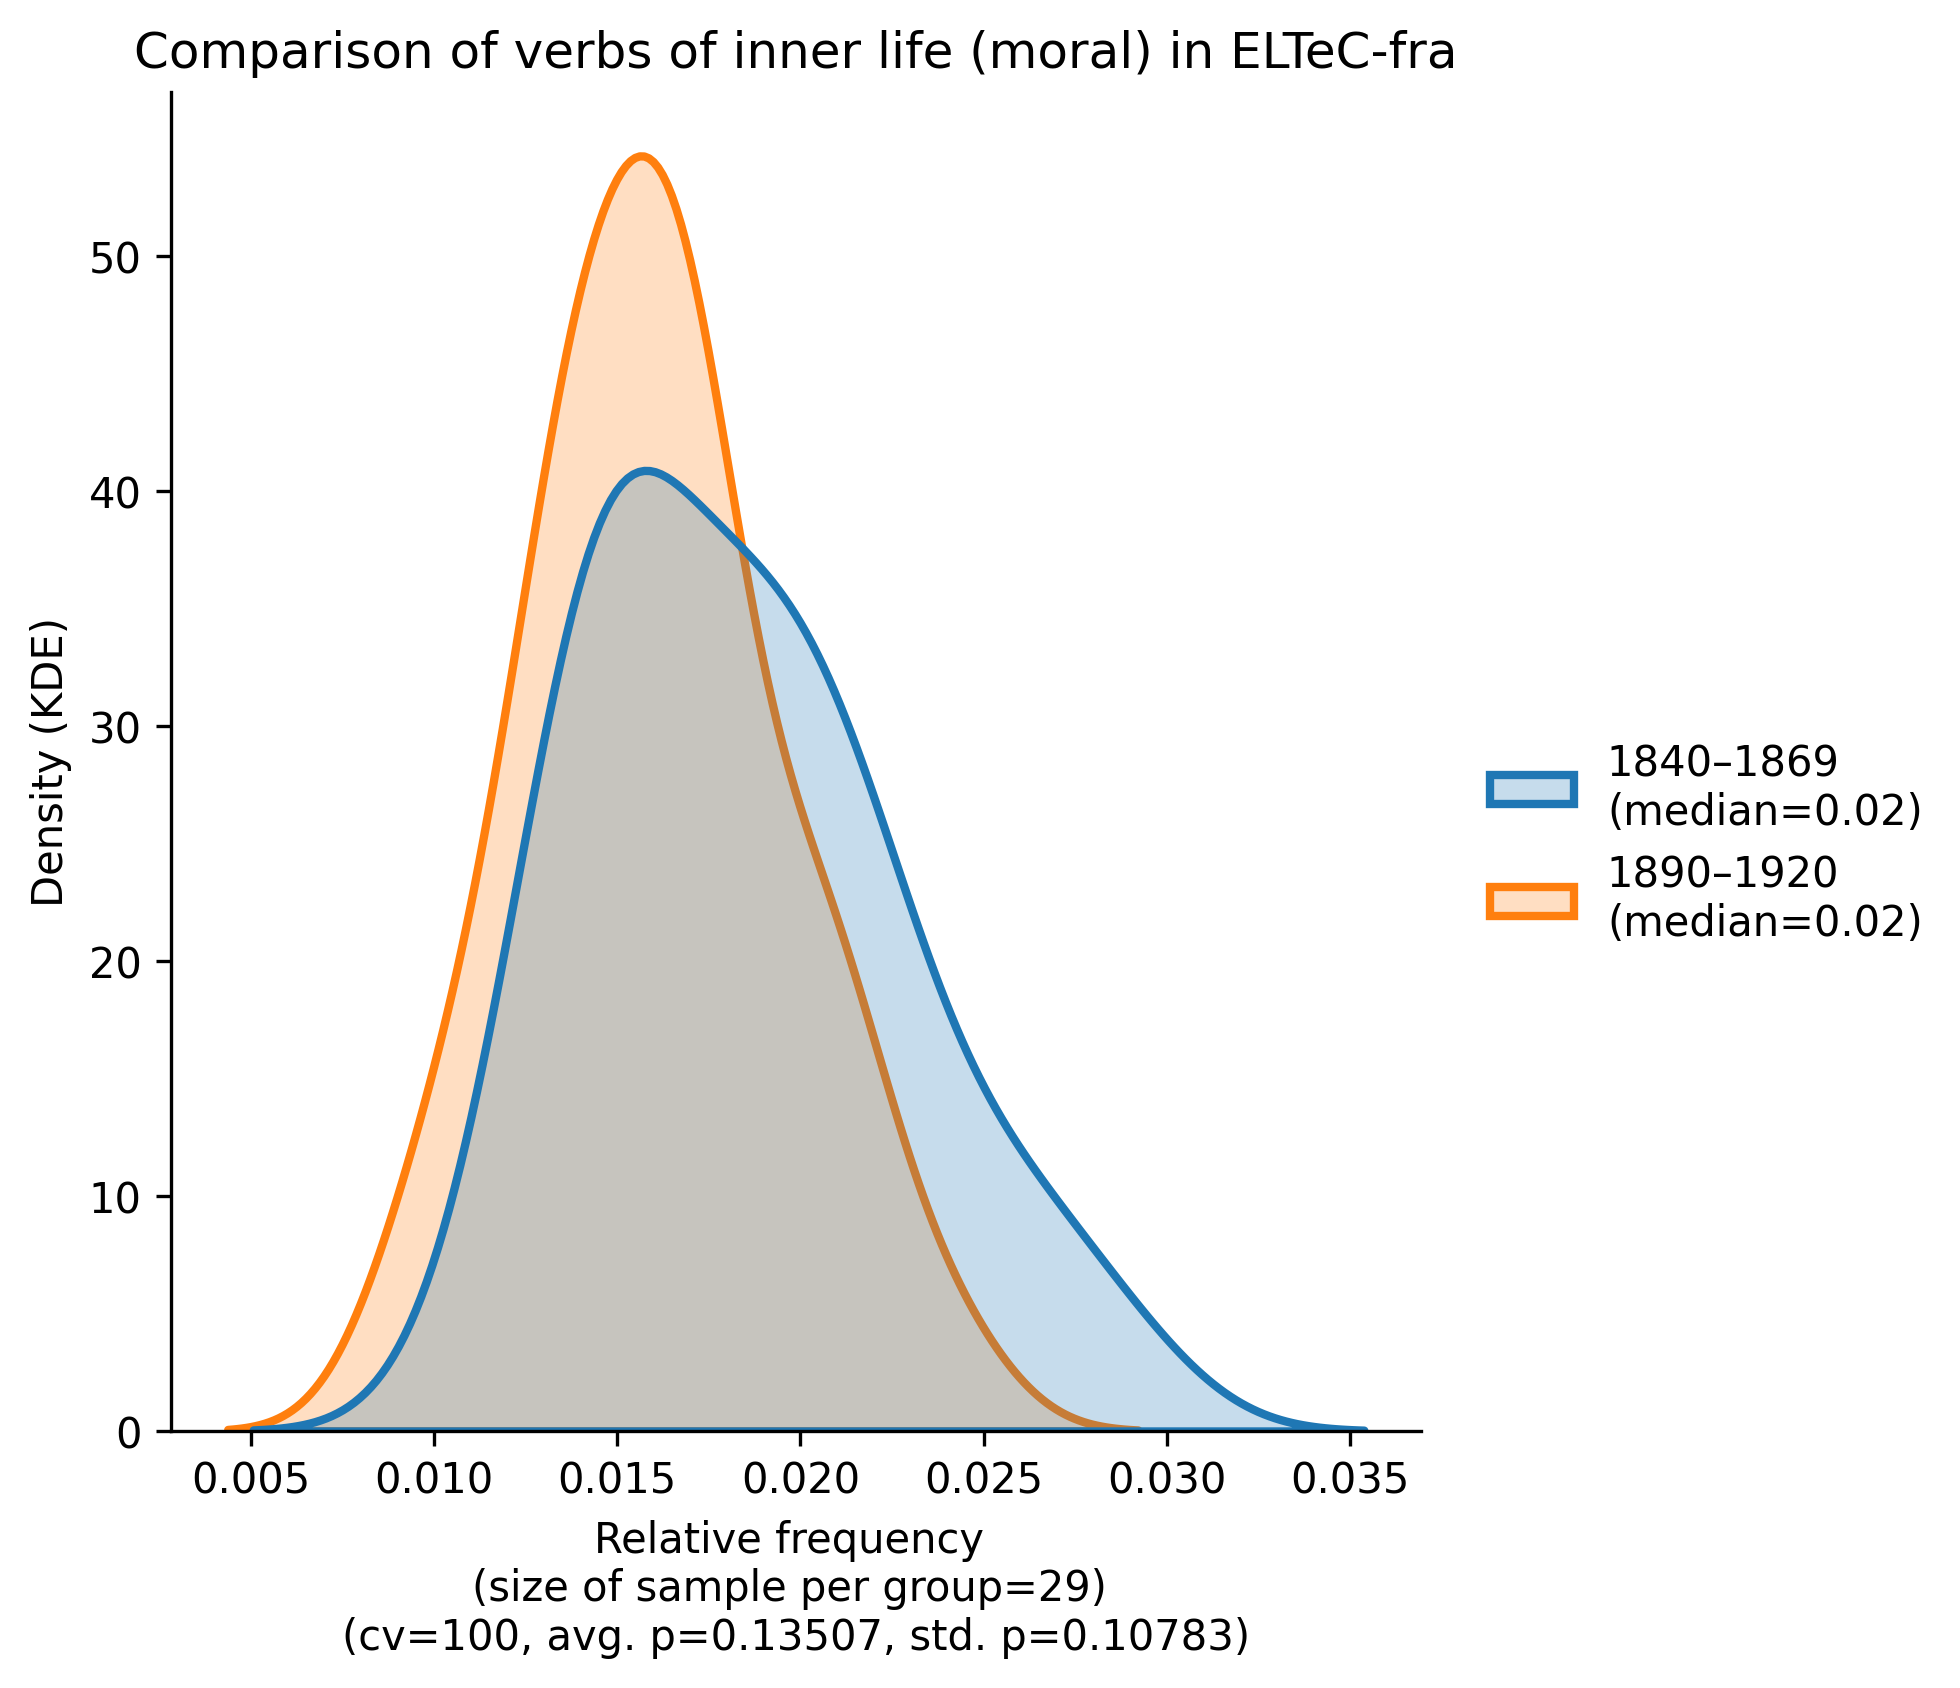 Comparison of verbs of inner life (moral) in ELTeC-fra
Density (KDE)
50
40
30
20
10
0
0.005 0.010 0.015 0.020 0.025 0.030 0.035
Relative frequency
(size of sample per group=29)
(cv=100, avg. p=0.13507, std. p=0.10783)
1840–1869
(median=0.02)
1890–1920
(median=0.02)